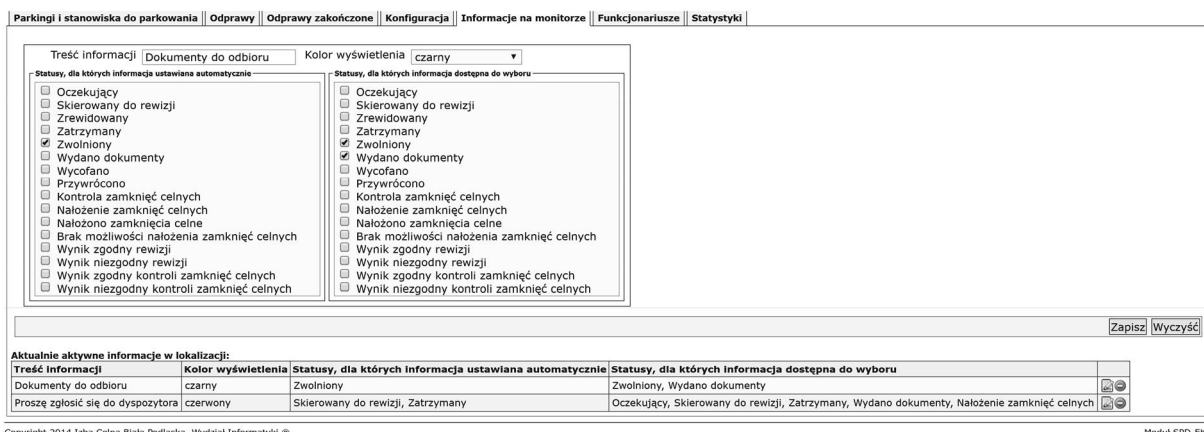 Parkingi i stanowiska do parkowania Odprawy Odprawy zakończone Konfiguracja Informacje na monitorze Funkcjonariusze Statystyki
Treść informacji Dokumenty do odbioru Kolor wyświetlenia czarny
Statusy, dla których informacja ustawiana automatycznie
Oczekujący
Skierowany do rewizji
Zrewidowany
Zatrzymany
Zwolniony
Wydano dokumenty
Wycofano
Przywrócono
Kontrola zamknięć celnych
Nałożenie zamknięć celnych
Nałożono zamknięcia celne
Brak możliwości nałożenia zamknięć celnych
Wynik zgodny rewizji
Wynik niezgodny rewizji
Wynik zgodny kontroli zamknięć celnych
Wynik niezgodny kontroli zamknięć celnych
Statusy, dla których informacja dostępna do wyboru
Oczekujący
Skierowany do rewizji
Zrewidowany
Zatrzymany
Zwolniony
Wydano dokumenty
Wycofano
Przywrócono
Kontrola zamknięć celnych
Nałożenie zamknięć celnych
Nałożono zamknięcia celne
Brak możliwości nałożenia zamknięć celnych
Wynik zgodny rewizji
Wynik niezgodny rewizji
Wynik zgodny kontroli zamknięć celnych
Wynik niezgodny kontroli zamknięć celnych
Zapisz Wyczyść
Aktualnie aktywne informacje w lokalizacji:
Treść informacji Kolor wyświetlenia Statusy, dla których informacja ustawiana automatycznie Statusy, dla których informacja dostępna do wyboru
Dokumenty do odbioru czarny Zwolniony Zwolniony, Wydano dokumenty
Proszę zgłosić się do dyspozytora czerwony Skierowany do rewizji, Zatrzymany Oczekujący, Skierowany do rewizji, Zatrzymany, Wydano dokumenty, Nałożenie zamknięć celnych
Copyright 2014 Izba Celna Biała Podlaska, Wydział Informatyki ® Moduł SPD-